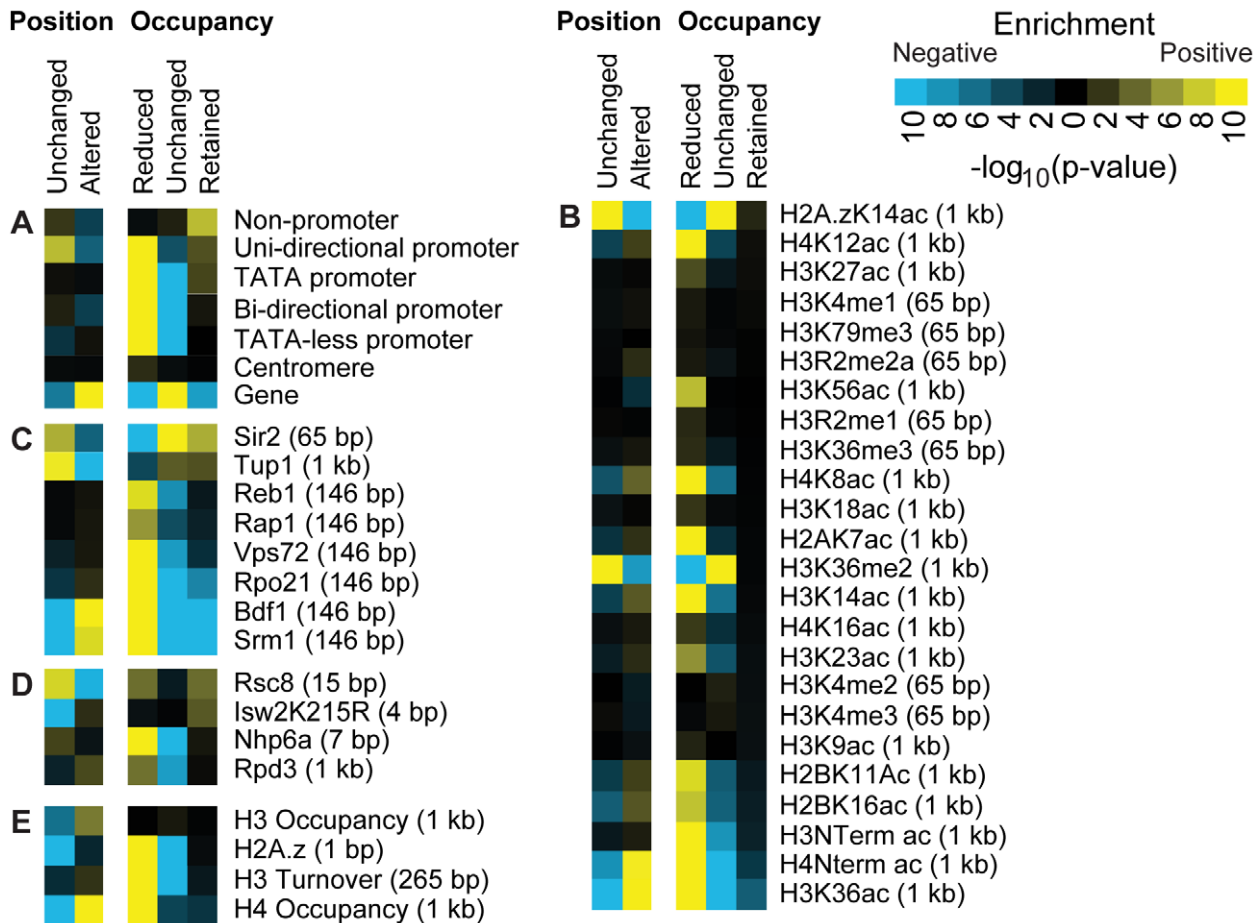 Position Occupancy
Unchanged
Altered
Reduced
Unchanged
Retained
A
Non-promoter
Uni-directional promoter
TATA promoter
Bi-directional promoter
TATA-less promoter
Centromere
Gene
C
Sir2 (65 bp)
Tup1 (1 kb)
Reb1 (146 bp)
Rap1 (146 bp)
Vps72 (146 bp)
Rpo21 (146 bp)
Bdf1 (146 bp)
Srm1 (146 bp)
D
Rsc8 (15 bp)
Isw2K215R (4 bp)
Nhp6a (7 bp)
Rpd3 (1 kb)
E
H3 Occupancy (1 kb)
H2A.z (1 bp)
H3 Turnover (265 bp)
H4 Occupancy (1 kb)
Position Occupancy
Unchanged
Altered
Reduced
Unchanged
Retained
Enrichment
Negative Positive
10 8 6 4 2 0 2 4 6 8 10
-log10(p-value)
B
H2A.zK14ac (1 kb)
H4K12ac (1 kb)
H3K27ac (1 kb)
H3K4me1 (65 bp)
H3K79me3 (65 bp)
H3R2me2a (65 bp)
H3K56ac (1 kb)
H3R2me1 (65 bp)
H3K36me3 (65 bp)
H4K8ac (1 kb)
H3K18ac (1 kb)
H2AK7ac (1 kb)
H3K36me2 (1 kb)
H3K14ac (1 kb)
H4K16ac (1 kb)
H3K23ac (1 kb)
H3K4me2 (65 bp)
H3K4me3 (65 bp)
H3K9ac (1 kb)
H2BK11Ac (1 kb)
H2BK16ac (1 kb)
H3NTerm ac (1 kb)
H4Nterm ac (1 kb)
H3K36ac (1 kb)